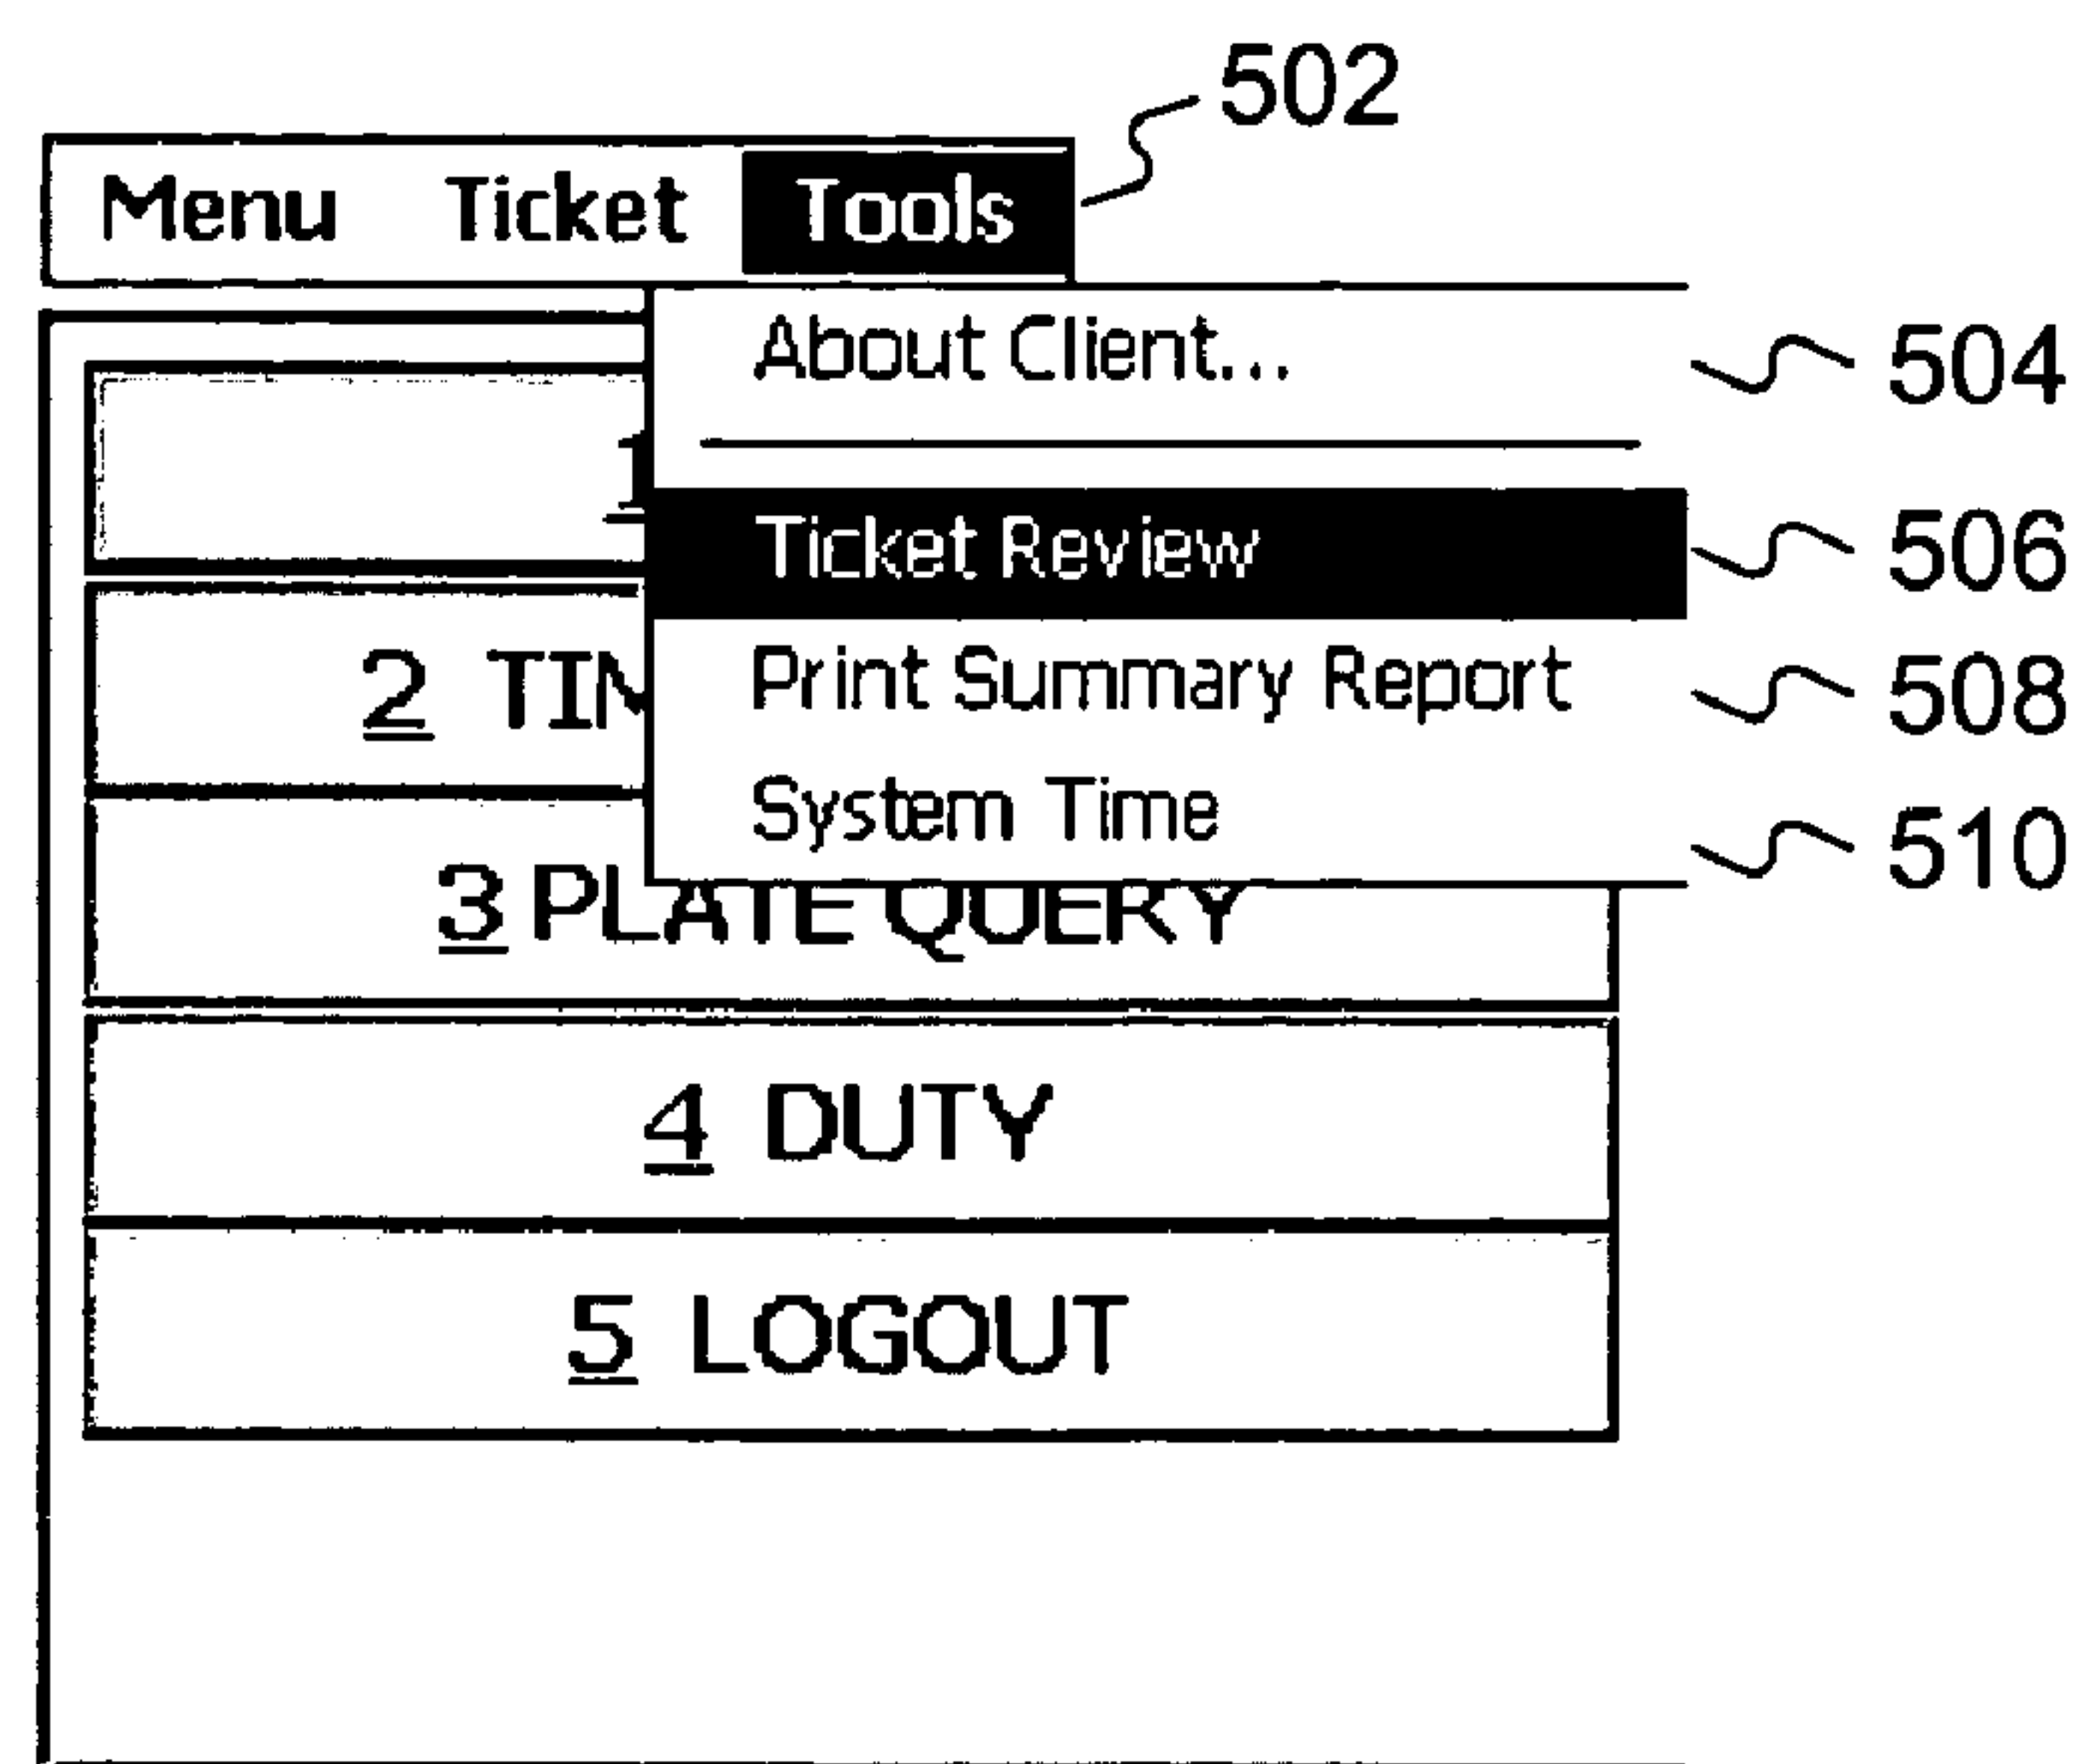 502
Menu Ticket Tools
About Client... 504
1
Ticket Review 506
2 Print Summary Report 508
System Time 510
3 PLATE QUERY
4 DUTY
5 LOGOUT